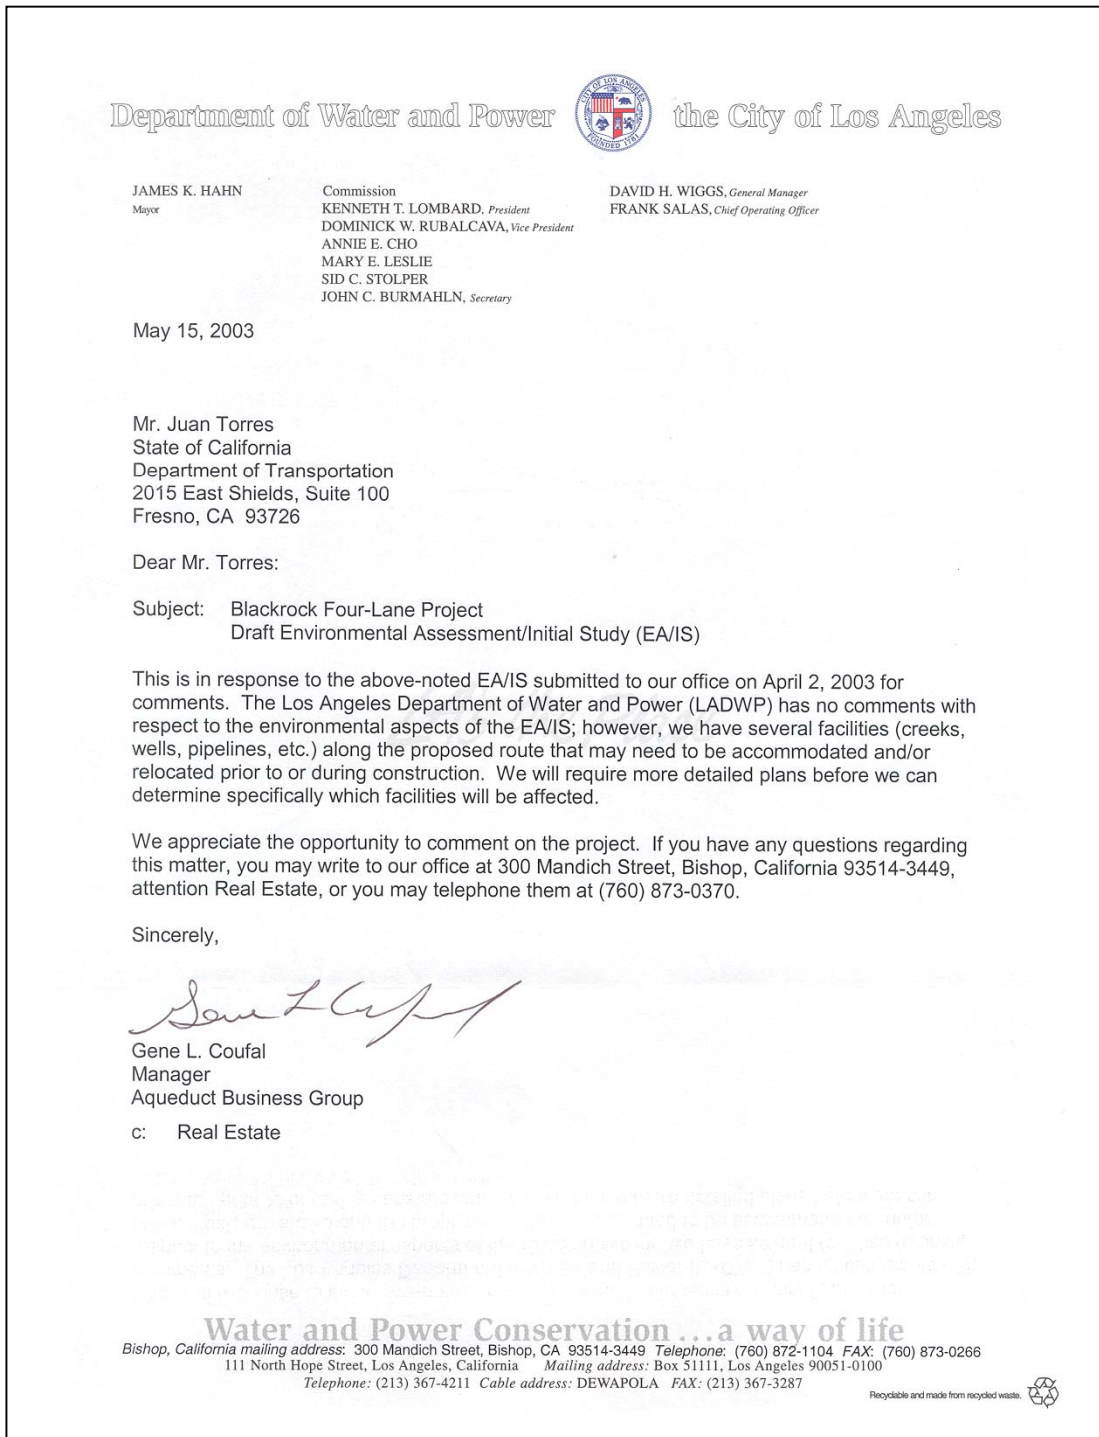 Department of Water and Power the City of Los Angeles
CITY OF LOS ANGELES
FOUNDED 1781
JAMES K. HAHN
Mayor
Commission
KENNETH T. LOMBARD, President
DOMINICK W. RUBALCAVA, Vice President
ANNIE E. CHO
MARY E. LESLIE
SID C. STOLPER
JOHN C. BURMAHLN, Secretary
DAVID H. WIGGS, General Manager
FRANK SALAS, Chief Operating Officer
May 15, 2003
Mr. Juan Torres
State of California
Department of Transportation
2015 East Shields, Suite 100
Fresno, CA 93726
Dear Mr. Torres:
Subject: Blackrock Four-Lane Project
Draft Environmental Assessment/Initial Study (EA/IS)
This is in response to the above-noted EA/IS submitted to our office on April 2, 2003 for
comments. The Los Angeles Department of Water and Power (LADWP) has no comments with
respect to the environmental aspects of the EA/IS; however, we have several facilities (creeks,
wells, pipelines, etc.) along the proposed route that may need to be accommodated and/or
relocated prior to or during construction. We will require more detailed plans before we can
determine specifically which facilities will be affected.
We appreciate the opportunity to comment on the project. If you have any questions regarding
this matter, you may write to our office at 300 Mandich Street, Bishop, California 93514-3449,
attention Real Estate, or you may telephone them at (760) 873-0370.
Sincerely,
Gene L. Coufal
Manager
Aqueduct Business Group
c: Real Estate
Water and Power Conservation ... a way of life
Bishop, California mailing address: 300 Mandich Street, Bishop, CA 93514-3449 Telephone: (760) 872-1104 FAX: (760) 873-0266
111 North Hope Street, Los Angeles, California Mailing address: Box 51111, Los Angeles 90051-0100
Telephone: (213) 367-4211 Cable address: DEWAPOLA FAX: (213) 367-3287
Recyclable and made from recycled waste.